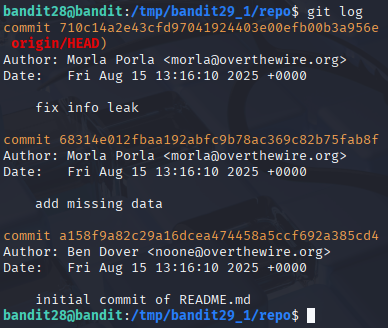 bandit28@bandit:/tmp/bandit29_1/repo$ git log
commit 710c14a2e43cfd97041924403e00efb00b3a956e
 origin/HEAD)
Author: Morla Porla <morla@overthewire.org>
Date:   Fri Aug 15 13:16:10 2025 +0000
    fix info leak
commit 68314e012fbaa192abfc9b78ac369c82b75fab8f
Author: Morla Porla <morla@overthewire.org>
Date:   Fri Aug 15 13:16:10 2025 +0000
    add missing data
commit a158f9a82c29a16dcea474458a5ccf692a385cd4
Author: Ben Dover <noone@overthewire.org>
Date:   Fri Aug 15 13:16:10 2025 +0000
    initial commit of README.md
bandit28@bandit:/tmp/bandit29_1/repo$